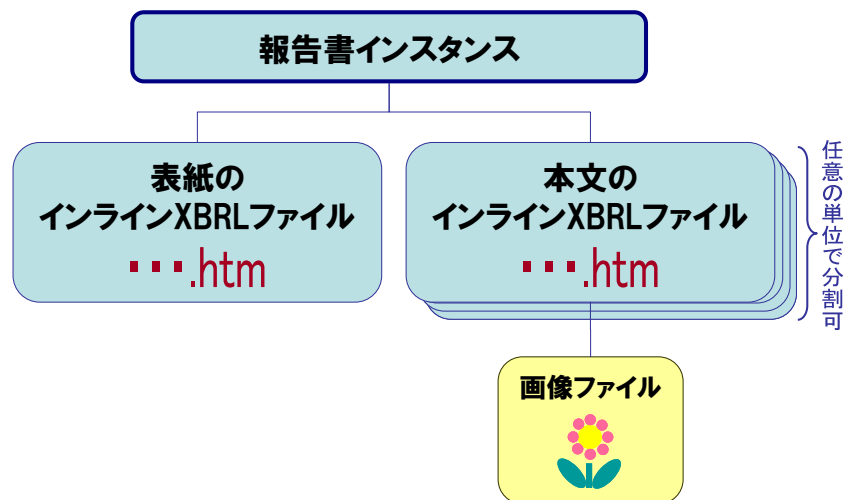 報告書インスタンス
表紙の
インラインXBRLファイル
・・・.htm
本文の
インラインXBRLファイル
・・・.htm
任意の単位で分割可
画像ファイル